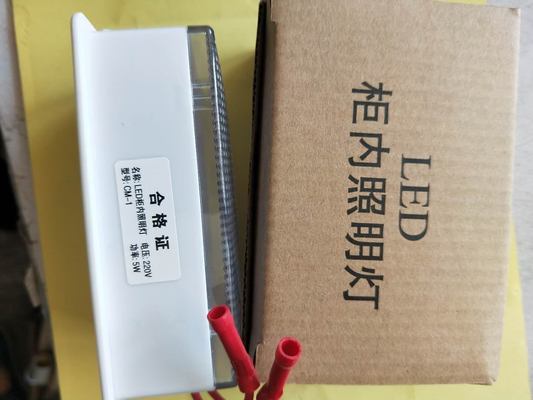 合格证
名称:LED柜内照明灯 电压:220V
型号:CM-1 功率:5W
LED
柜内照明灯